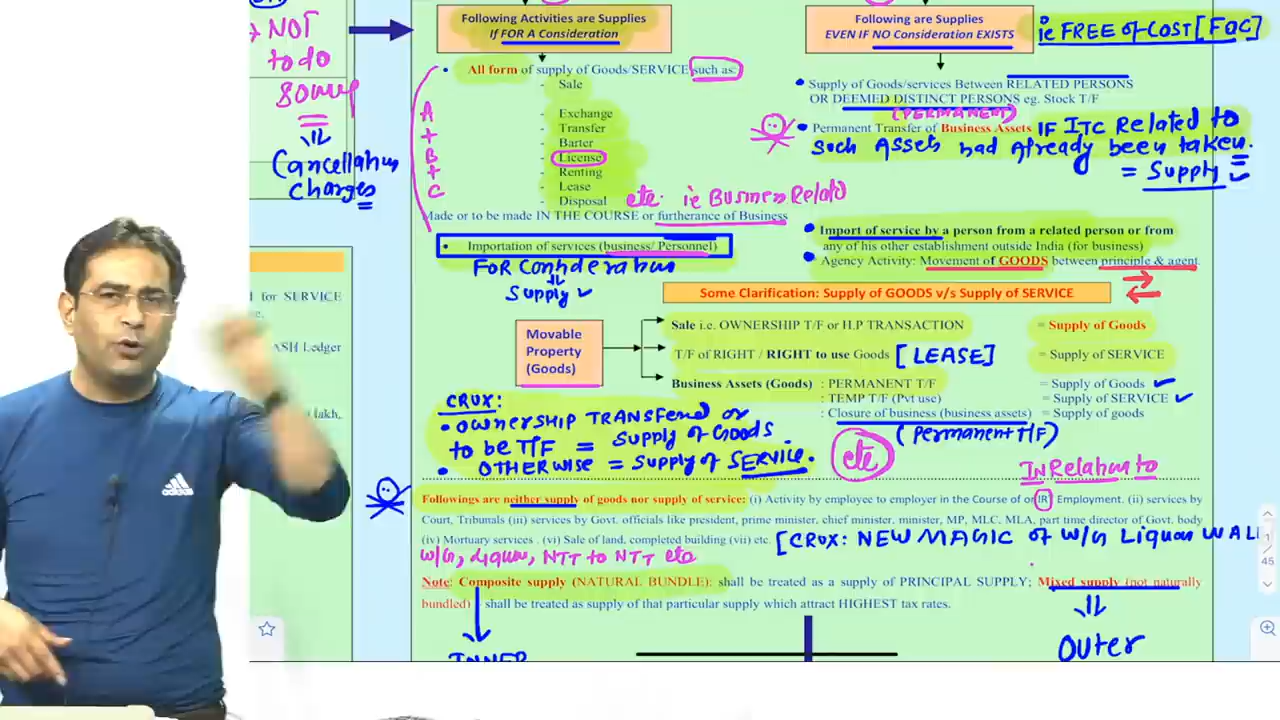 NOT
to do
Cancellation
charges
for SERVICE
ASH Ledger
lakh,
adidas
Following Activities are Supplies
If FOR A Consideration
All form of supply of Goods/SERVICE such as:
- Sale
- Exchange
- Transfer
- Barter
- License
- Renting
- Lease
- Disposal
etc. ie Business Related
A
+
B
+
C
Made or to be made IN THE COURSE or furtherance of Business
Importation of services (business/ Personnel)
FOR Consideration
Supply
Following are Supplies
EVEN IF NO Consideration EXISTS
ie FREE of COST [FOC]
Supply of Goods/services Between RELATED PERSONS
OR DEEMED DISTINCT PERSONS eg. Stock T/F
(PERMANENT)
Permanent Transfer of Business Assets IF ITC Related to
such Assets had Already been taken.
= Supply
Import of service by a person from a related person or from
any of his other establishment outside India (for business)
Agency Activity: Movement of GOODS between principle & agent.
Some Clarification: Supply of GOODS v/s Supply of SERVICE
Movable
Property
(Goods)
Sale i.e. OWNERSHIP T/F or H.P TRANSACTION = Supply of Goods
T/F of RIGHT / RIGHT to use Goods [LEASE] = Supply of SERVICE
Business Assets (Goods) : PERMANENT T/F = Supply of Goods
: TEMP T/F (Pvt use) = Supply of SERVICE
: Closure of business (business assets) = Supply of goods
(Permanent T/F)
etc
CRUX:
OWNERSHIP TRANSFERRED or
to be T/F = Supply of Goods
OTHERWISE = Supply of SERVICE.
IN Relation to
Followings are neither supply of goods nor supply of service: (i) Activity by employee to employer in the Course of or IR Employment. (ii) services by
Court, Tribunals (iii) services by Govt. officials like president, prime minister, chief minister, minister, MP, MLC, MLA, part time director of Govt. body
(iv) Mortuary services . (vi) Sale of land, completed building (vii) etc. [CRUX: NEW MAGIC of W/G Liquor WAL
W/G, Liquor, NTT to NTT etc
Note: Composite supply (NATURAL BUNDLE): shall be treated as a supply of PRINCIPAL SUPPLY; Mixed supply (not naturally
bundled) - shall be treated as supply of that particular supply which attract HIGHEST tax rates.
INNER
Outer
1
45